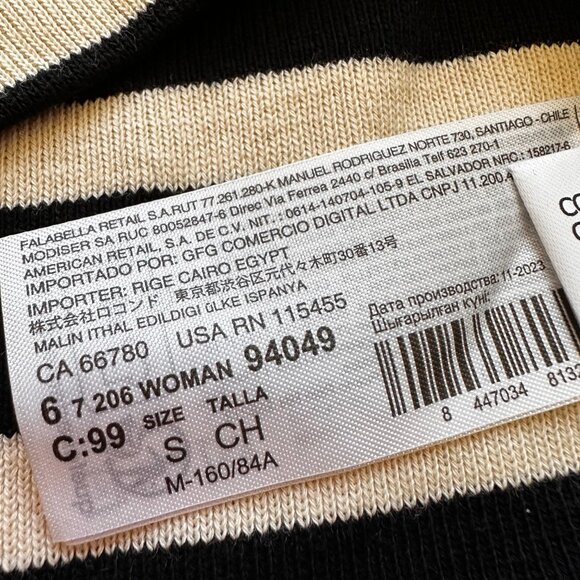 FALABELLA RETAIL S.A.RUT 77.261.280-K MANUEL RODRIGUEZ NORTE 730, SANTIAGO - CHILE
MODISER SA RUC 80052847-6 Direc Via Ferrea 2440 c/ Brasilia Telf 623 270-1
AMERICAN RETAIL, S.A. DE C.V. NIT.: 0614-140704-105-9 EL SALVADOR NRC.: 158217-6
IMPORTADO POR: GFG COMERCIO DIGITAL LTDA CNPJ 11.200.4
IMPORTER: RIGE CAIRO EGYPT
株式会社ロコンド 東京都渋谷区元代々木町30番13号
MALIN ITHAL EDILDIGI üLKE ISPANYA
CA 66780 USA RN 115455
6 7 206 WOMAN 94049
C:99 SIZE TALLA
S CH
M-160/84A
Дата производства: 11-2023
Шығарылған күні:
8 447034 8132